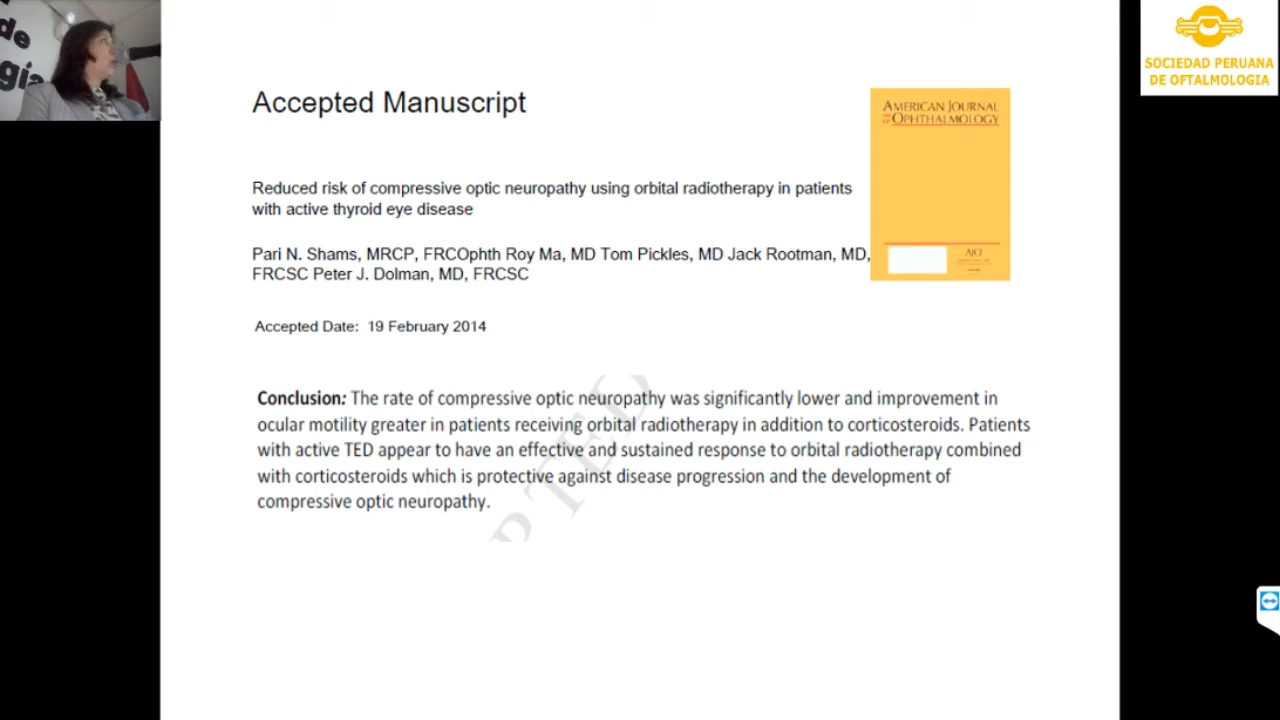 de
gía
SOCIEDAD PERUANA
DE OFTALMOLOGIA
Accepted Manuscript
AMERICAN JOURNAL
OF OPHTHALMOLOGY
Reduced risk of compressive optic neuropathy using orbital radiotherapy in patients
with active thyroid eye disease
Pari N. Shams, MRCP, FRCOphth Roy Ma, MD Tom Pickles, MD Jack Rootman, MD,
FRCSC Peter J. Dolman, MD, FRCSC
AJO
Accepted Date: 19 February 2014
Conclusion: The rate of compressive optic neuropathy was significantly lower and improvement in
ocular motility greater in patients receiving orbital radiotherapy in addition to corticosteroids. Patients
with active TED appear to have an effective and sustained response to orbital radiotherapy combined
with corticosteroids which is protective against disease progression and the development of
compressive optic neuropathy.
PTED